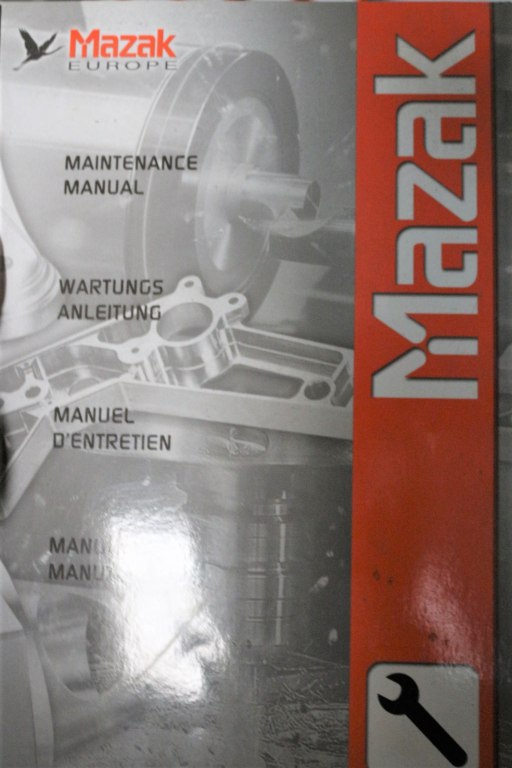 Mazak
EUROPE
MAINTENANCE
MANUAL
WARTUNGS
ANLEITUNG
MANUEL
D'ENTRETIEN
Mazak